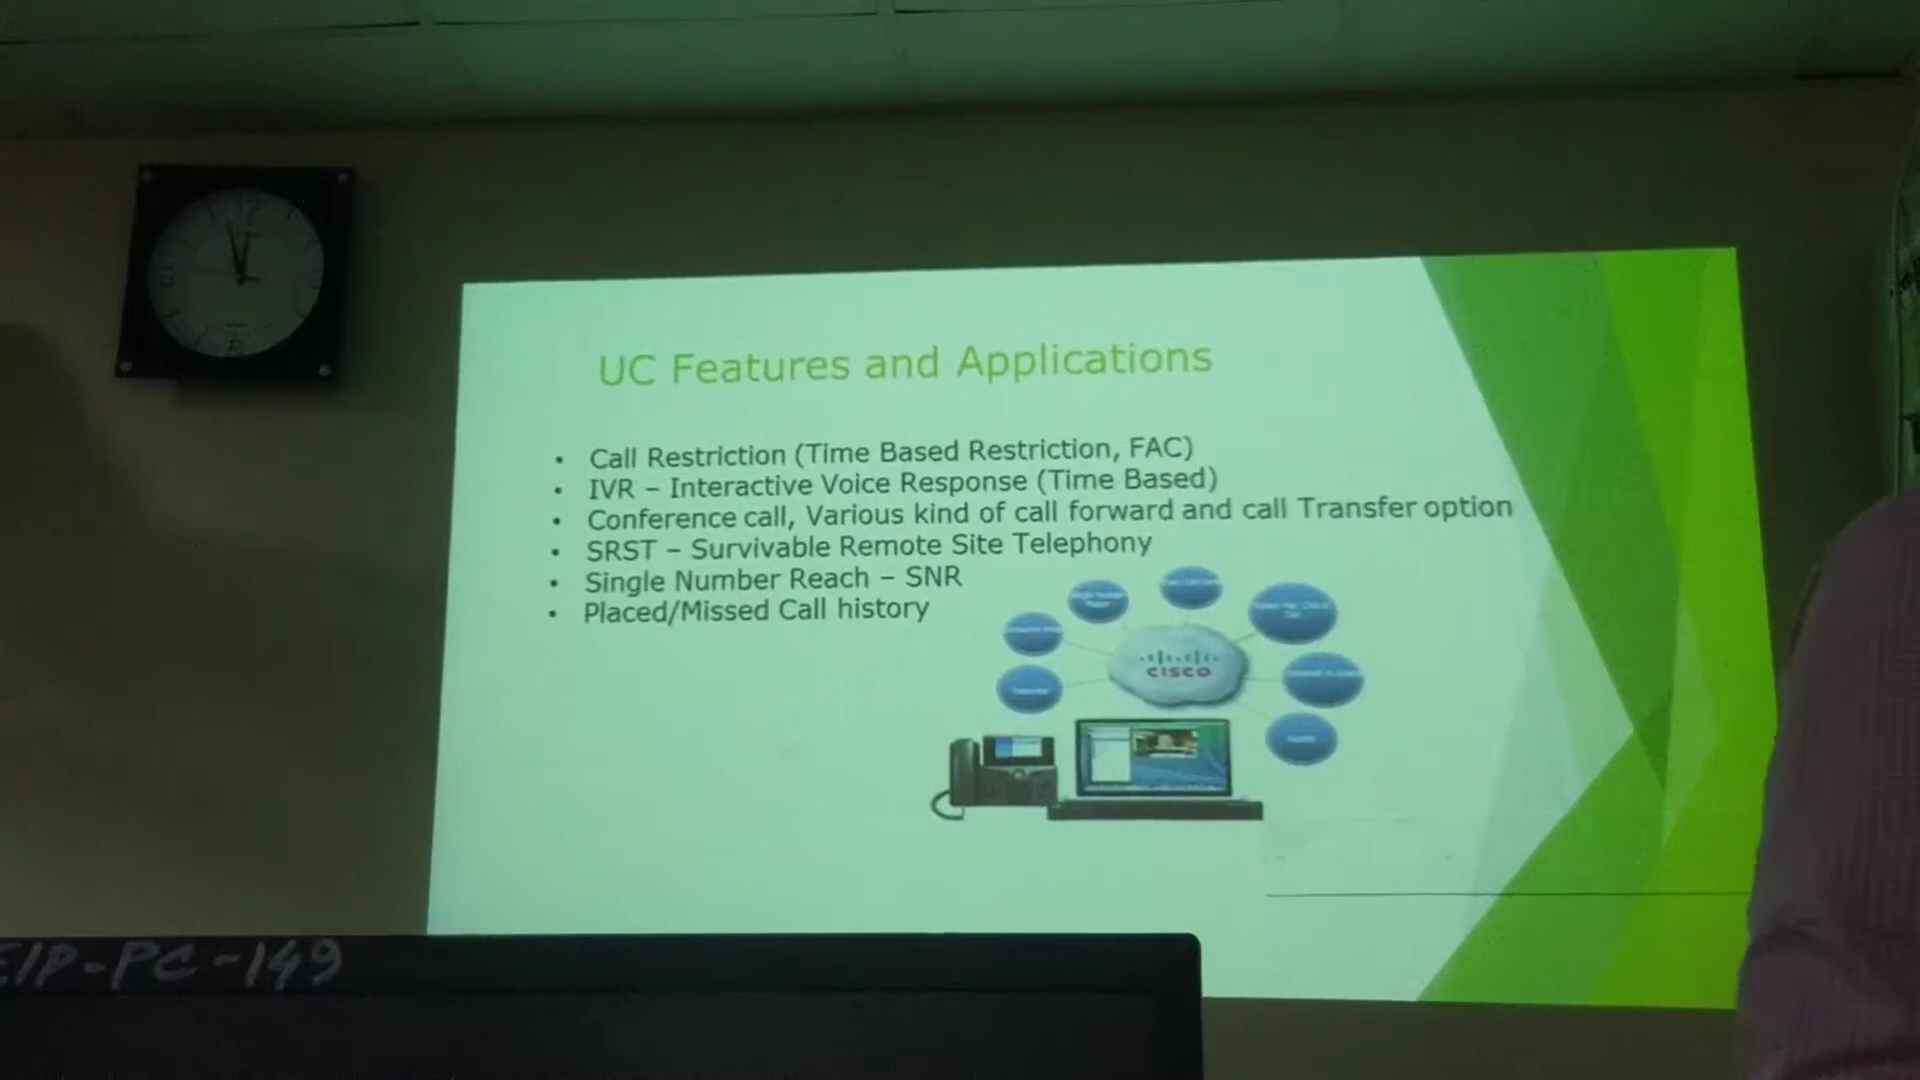 12
UC Features and Applications
• Call Restriction (Time Based Restriction, FAC)
• IVR – Interactive Voice Response (Time Based)
• Conference call, Various kind of call forward and call Transfer option
• SRST – Survivable Remote Site Telephony
• Single Number Reach – SNR
• Placed/Missed Call history
CISCO
EIP-PC-149